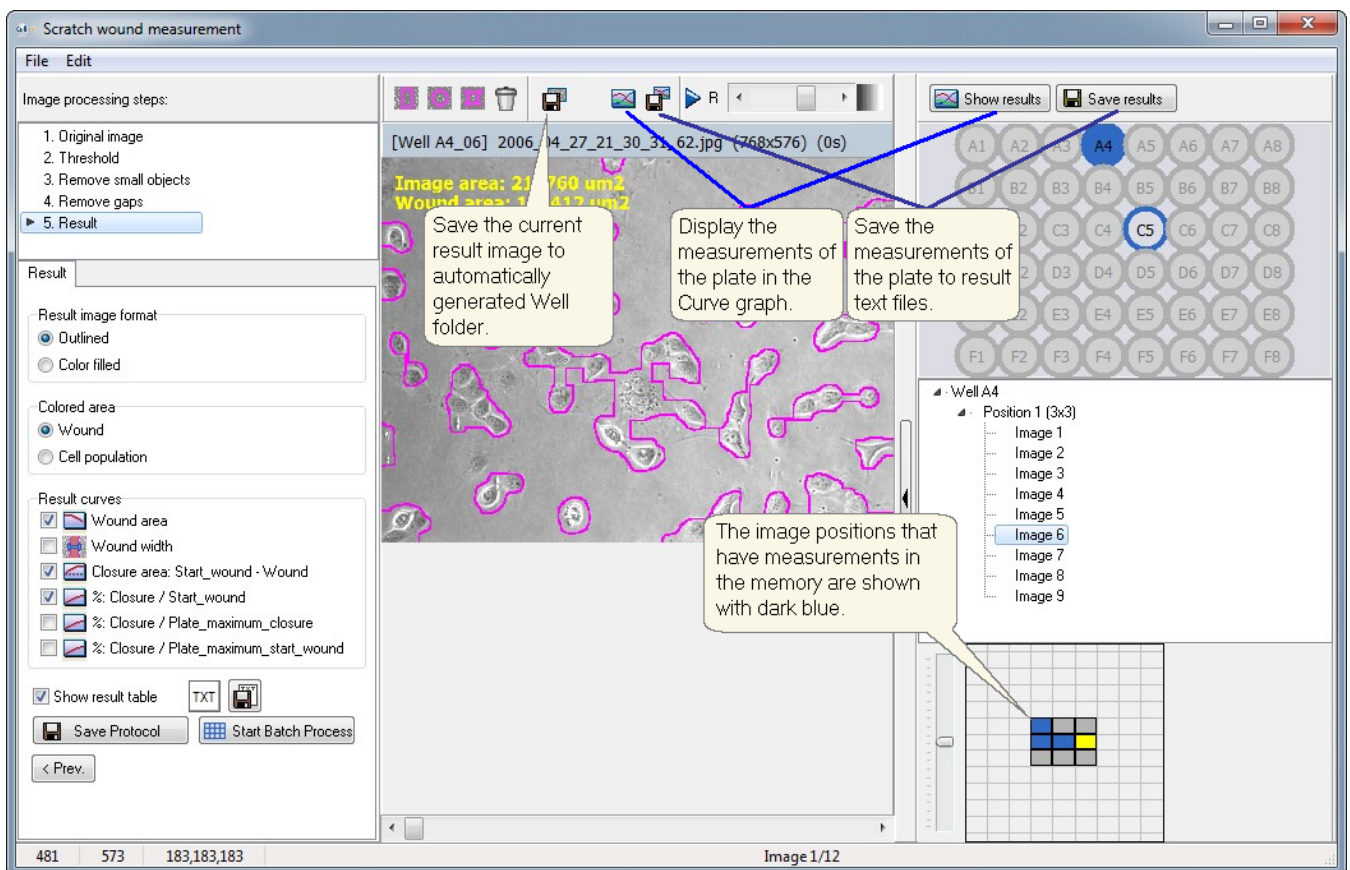 Scratch wound measurement
File Edit
Image processing steps:
1. Original image
2. Threshold
3. Remove small objects
4. Remove gaps
5. Result
Result
Result image format
Outlined
Color filled
Colored area
Wound
Cell population
Result curves
Wound area
Wound width
Closure area: Start_wound - Wound
%: Closure / Start_wound
%: Closure / Plate_maximum_closure
%: Closure / Plate_maximum_start_wound
Show result table TXT TXT
Save Protocol Start Batch Process
< Prev.
R
[Well A4_06] 2006_04_27_21_30_31_62.jpg (768x576) (0s)
Image area: 760 um2
Wound area: um2
Save the current
result image to
automatically
generated Well
folder.
Display the
measurements of
the plate in the
Curve graph.
Save the
measurements of
the plate to result
text files.
The image positions that
have measurements in
the memory are shown
with dark blue.
Show results Save results
A1 A2 A3 A4 A5 A6 A7 A8
B1 B2 B3 B4 B5 B6 B7 B8
C3 C4 C5 C6 C7 C8
D3 D4 D5 D6 D7 D8
E3 E4 E5 E6 E7 E8
F1 F2 F3 F4 F5 F6 F7 F8
Well A4
Position 1 (3x3)
Image 1
Image 2
Image 3
Image 4
Image 5
Image 6
Image 7
Image 8
Image 9
481 573 183,183,183 Image 1/12